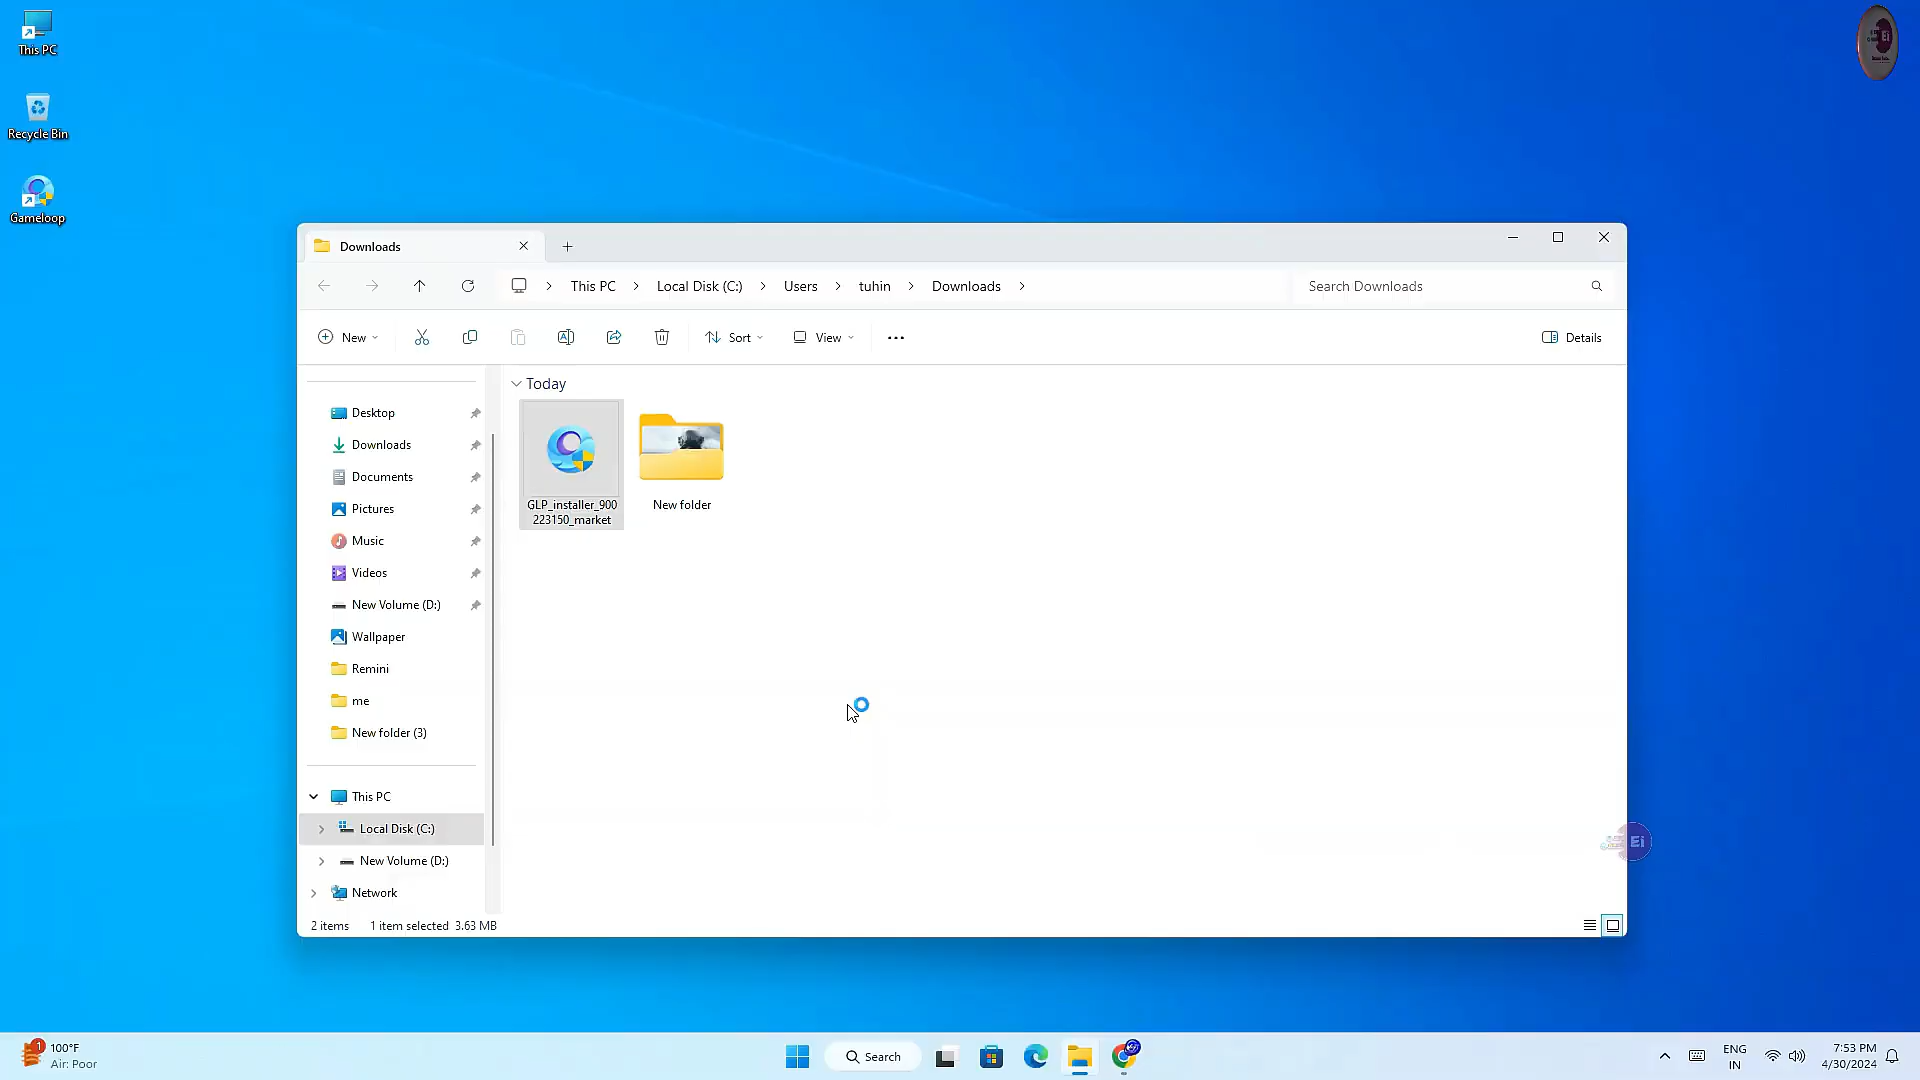 This PC
Recycle Bin
Gameloop
Downloads
This PC
Local Disk (C:)
Users
tuhin
Downloads
Search Downloads
New
Sort
View
Details
Today
Desktop
Downloads
Documents
Pictures
Music
Videos
New Volume (D:)
Wallpaper
Remini
me
New folder (3)
This PC
Local Disk (C:)
New Volume (D:)
Network
GLP_installer_900
223150_market
New folder
Ei
Ei
2 items 1 item selected 3.63 MB
1
100°F
Air: Poor
Search
ENG
IN
7:53 PM
4/30/2024